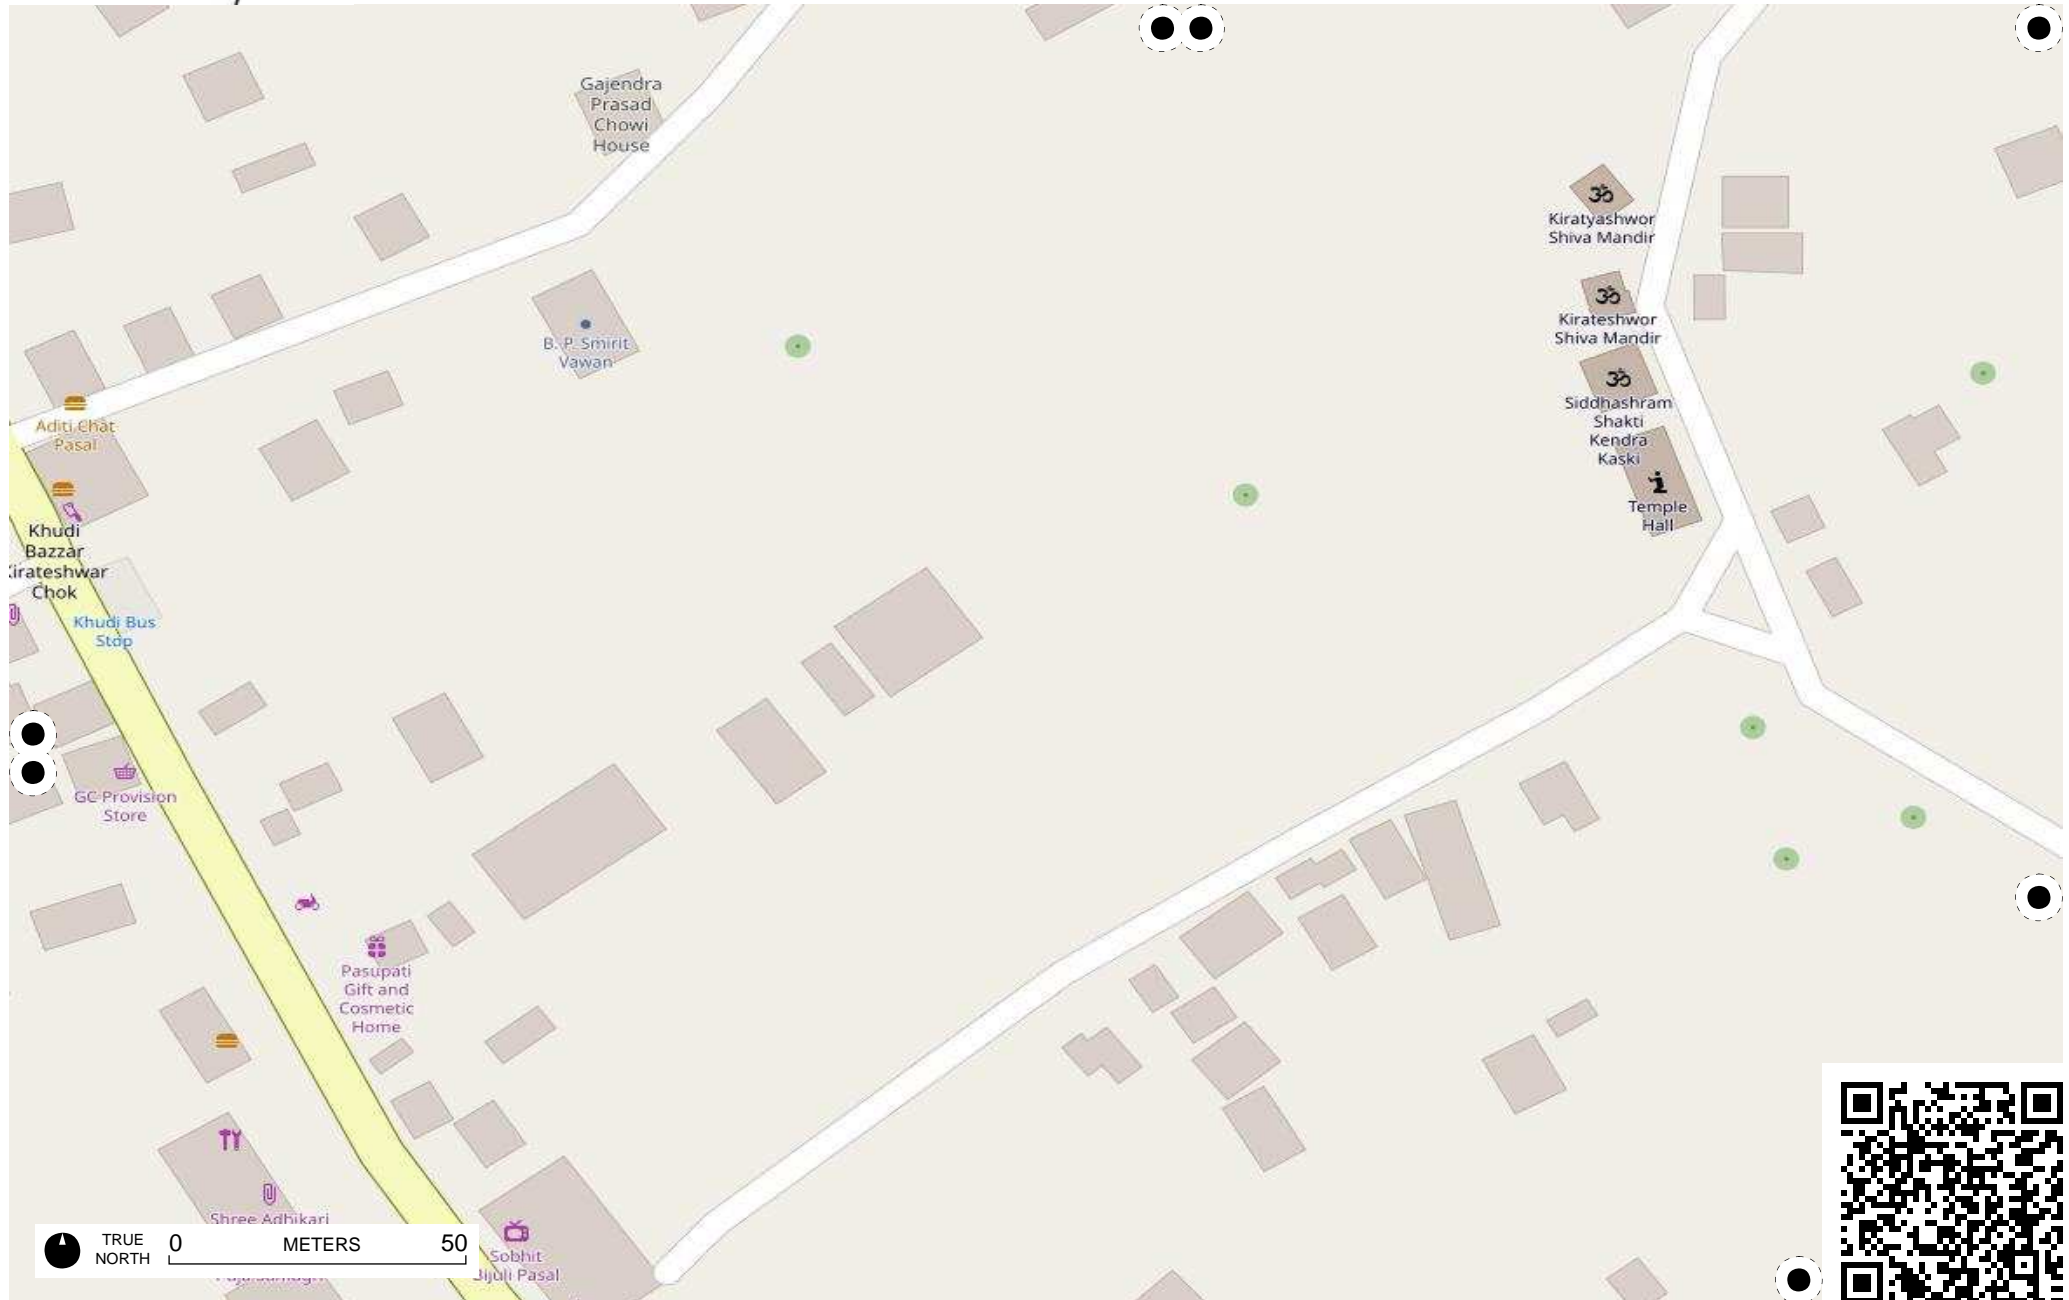 Gajendra
Prasad
Chowi
House
Kiratyashwor
Shiva Mandir
Kirateshwor
Shiva Mandir
B. P. Smirit
Vawan
Siddhashram
Shakti
Kendra
Kaski
Aditi Chat
Pasal
Temple
Hall
Khudi
Bazzar
Kirateshwar
Chok
Khudi Bus
Stop
GC Provision
Store
Pasupati
Gift and
Cosmetic
Home
Shree Adhikari
Sobhit
Bijuli Pasal
TRUE
NORTH
0 METERS 50